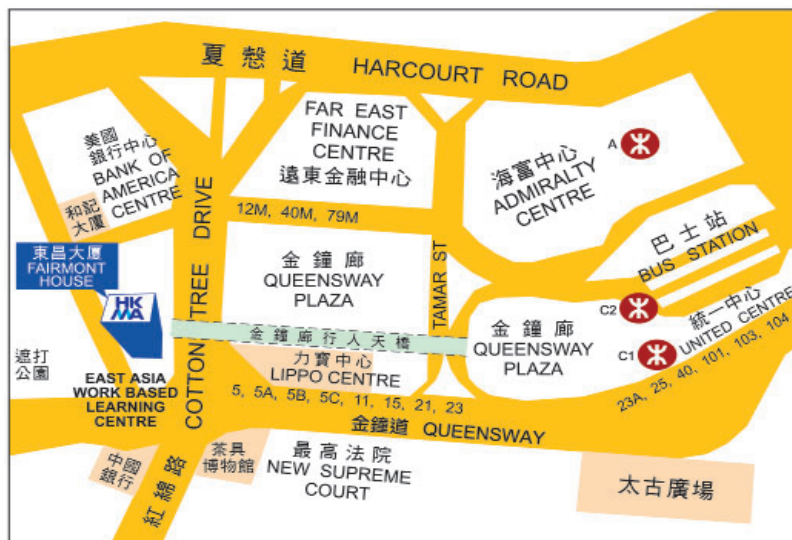 夏慤道 HARCOURT ROAD
美國
銀行中心
BANK OF
AMERICA
CENTRE
和記
大廈
FAR EAST
FINANCE
CENTRE
遠東金融中心
海富中心
ADMIRALTY
CENTRE
A
12M, 40M, 79M
巴士站
BUS STATION
東昌大廈
FAIRMONT
HOUSE
HK
MA
金鐘廊
QUEENSWAY
PLAZA
TAMAR ST
COTTON TREE DRIVE
金鐘廊行人天橋
金鐘廊
QUEENSWAY
PLAZA
C2
C1
統一中心
UNITED CENTRE
23A, 25, 40, 101, 103, 104
遮打
公園
EAST ASIA
WORK BASED
LEARNING
CENTRE
力寶中心
LIPPO CENTRE
5, 5A, 5B, 5C, 11, 15, 21, 23
金鐘道 QUEENSWAY
中國
銀行
紅綿路
茶具
博物館
最高法院
NEW SUPREME
COURT
太古廣場